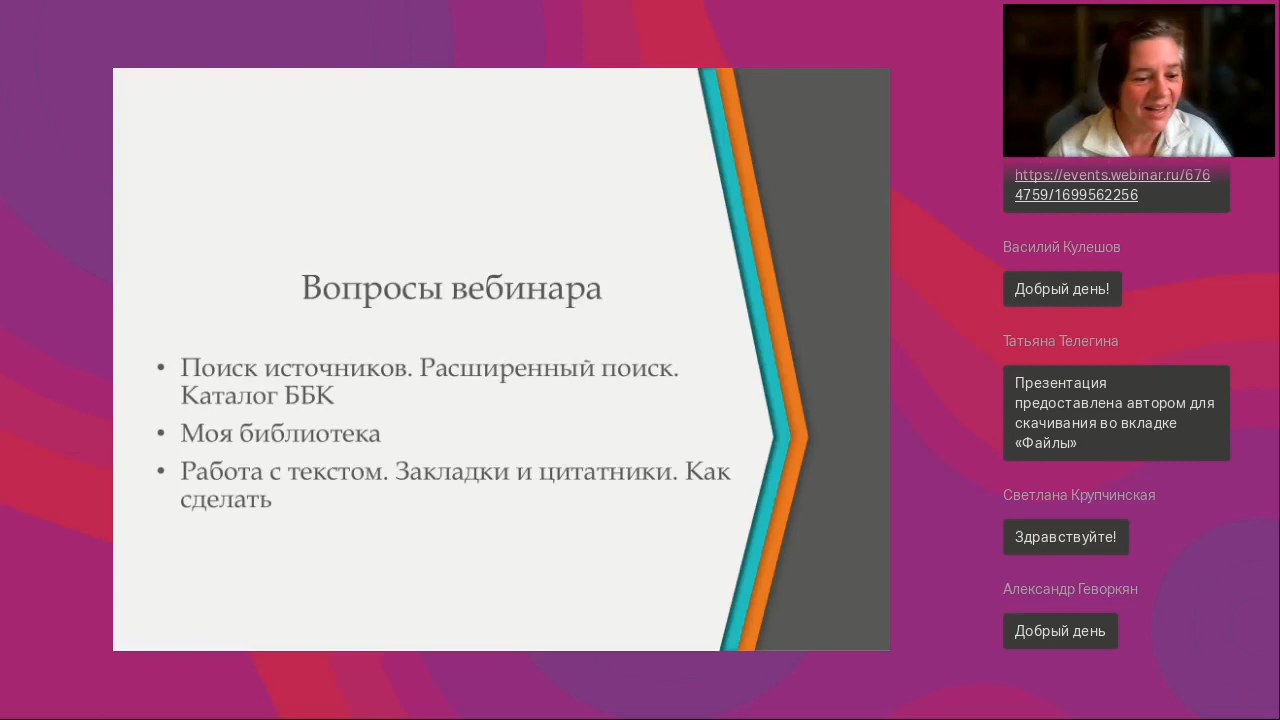 Вопросы вебинара
• Поиск источников. Расширенный поиск.
Каталог ББК
• Моя библиотека
• Работа с текстом. Закладки и цитатники. Как
сделать
https://events.webinar.ru/676
4759/1699562256
Василий Кулешов
Добрый день!
Татьяна Телегина
Презентация
предоставлена автором для
скачивания во вкладке
«Файлы»
Светлана Крупчинская
Здравствуйте!
Александр Геворкян
Добрый день